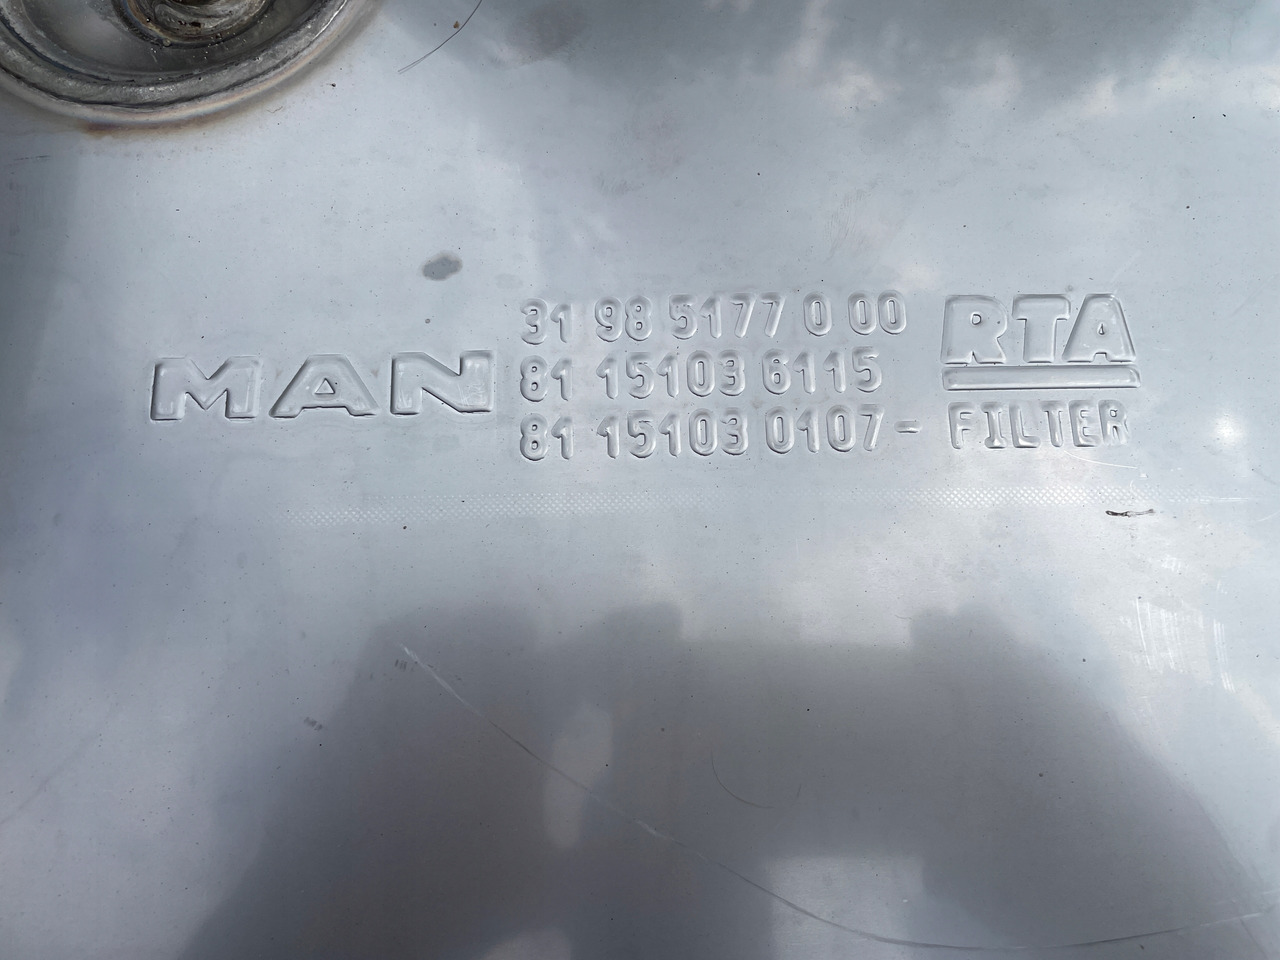 MAN
31 98 5177 0 00
81 15103 6115
81 15103 0107 - FILTER
RTA